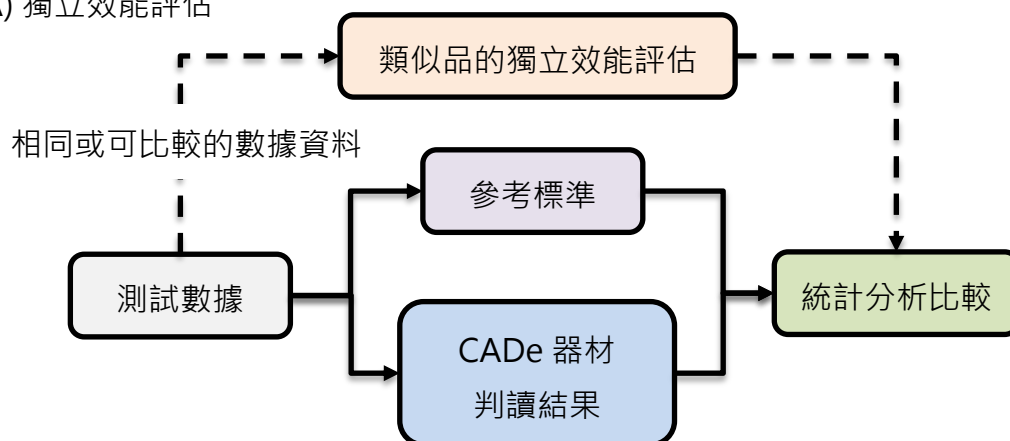 A) 獨立效能評估
類似品的獨立效能評估
相同或可比較的數據資料
參考標準
測試數據
統計分析比較
CADe 器材
判讀結果